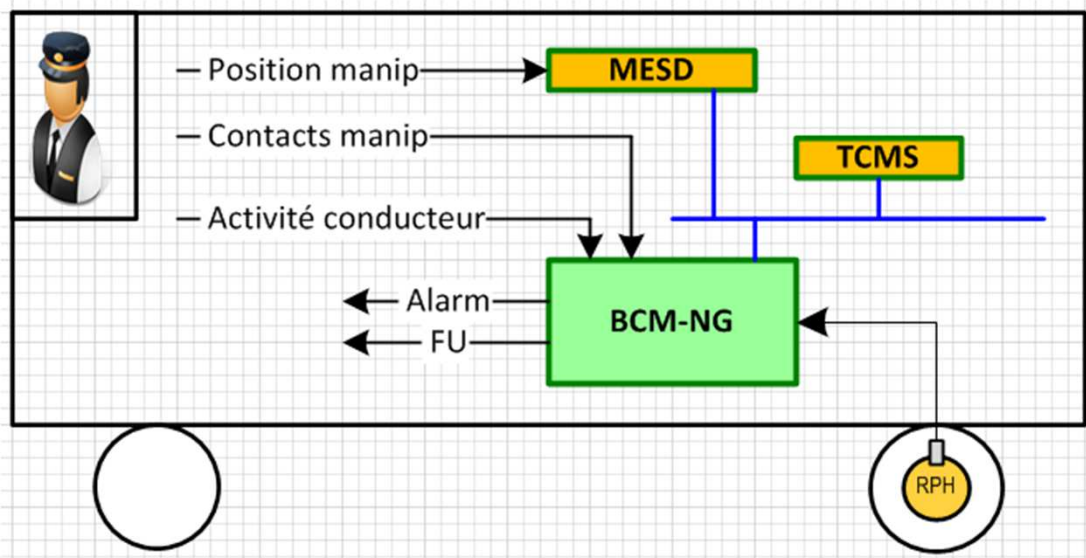 Position manip
MESD
Contacts manip
TCMS
Activité conducteur
Alarm
BCM-NG
FU
RPH